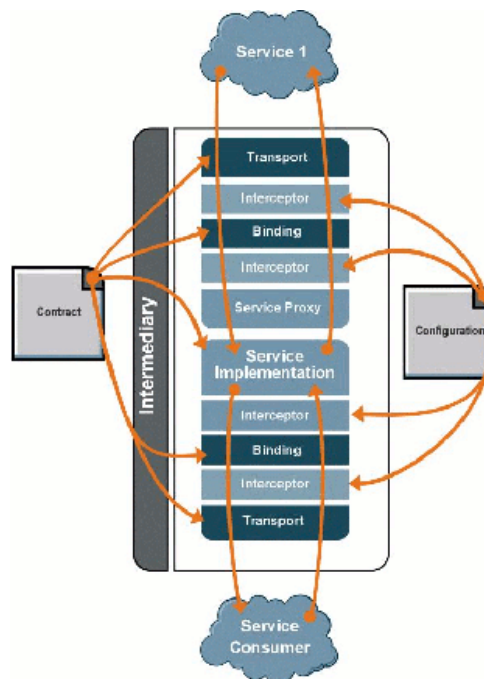 Service 1
Transport
Interceptor
Binding
Interceptor
Service Proxy
Contract
Configuration
Intermediary
Service
Implementation
Interceptor
Binding
Interceptor
Transport
Service
Consumer